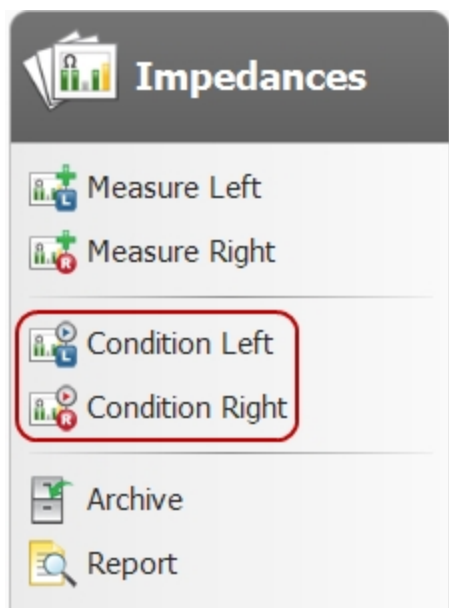 Impedances
Measure Left
Measure Right
Condition Left
Condition Right
Archive
Report